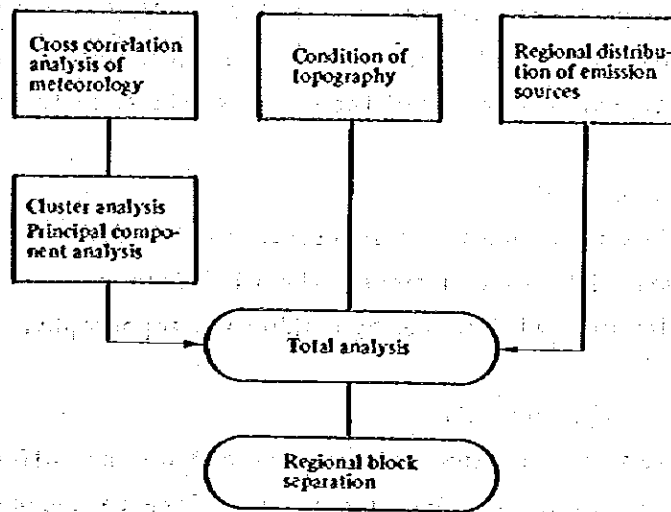 Cross correlation
analysis of
meteorology
Condition of
topography
Regional distribu-
tion of emission
sources
Cluster analysis
Principal compo-
nent analysis
Total analysis
Regional block
separation